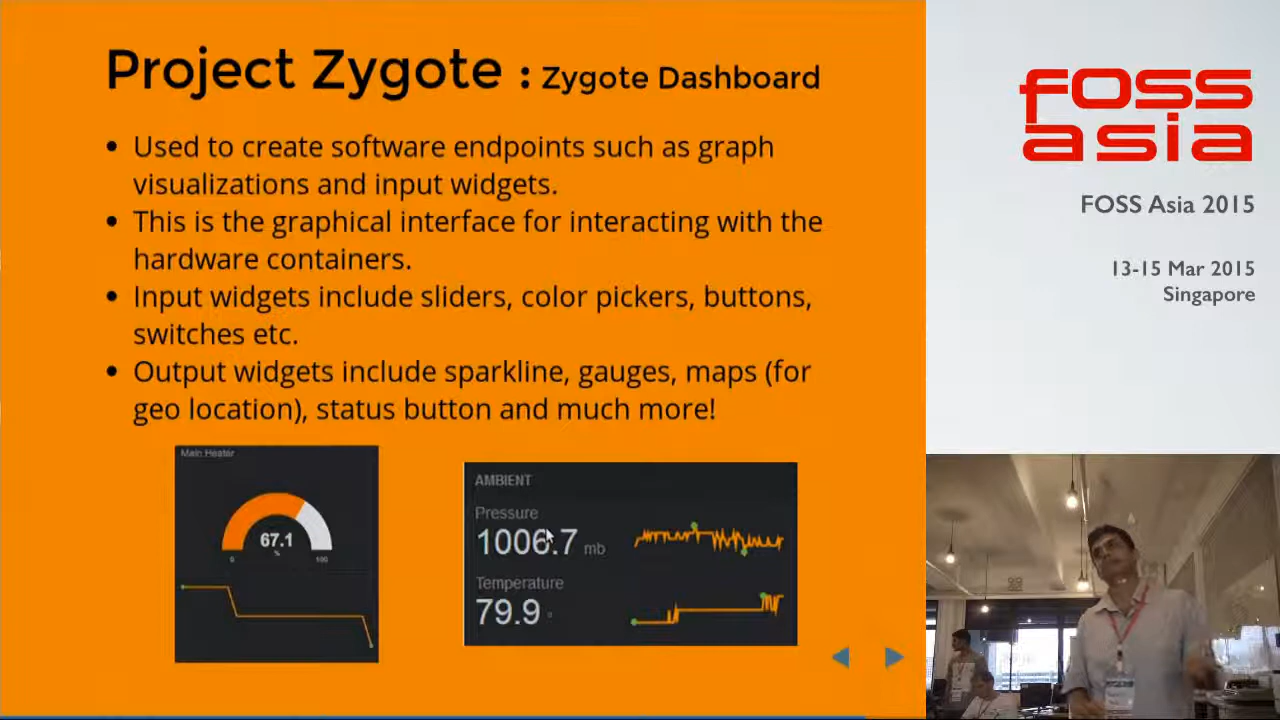 Project Zygote : Zygote Dashboard
• Used to create software endpoints such as graph
visualizations and input widgets.
• This is the graphical interface for interacting with the
hardware containers.
• Input widgets include sliders, color pickers, buttons,
switches etc.
• Output widgets include sparkline, gauges, maps (for
geo location), status button and much more!
Main Heater
67.1
%
0 100
AMBIENT
Pressure
1006.7 mb
Temperature
79.9 °
FOSS
asia
FOSS Asia 2015
13-15 Mar 2015
Singapore